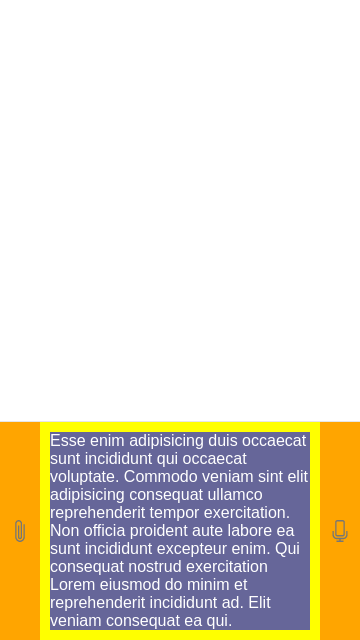 Esse enim adipisicing duis occaecat
sunt incididunt qui occaecat
voluptate. Commodo veniam sint elit
adipisicing consequat ullamco
reprehenderit tempor exercitation.
Non officia proident aute labore ea
sunt incididunt excepteur enim. Qui
consequat nostrud exercitation
Lorem eiusmod do minim et
reprehenderit incididunt ad. Elit
veniam consequat ea qui.